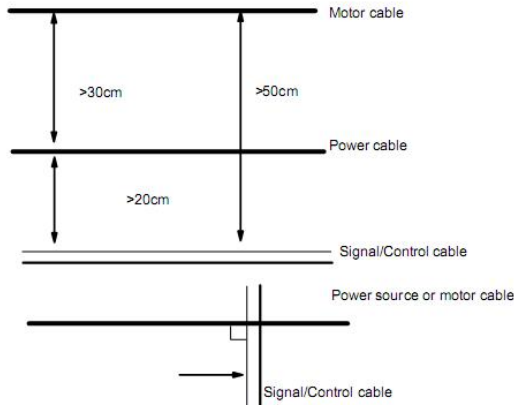 Motor cable
>30cm
>50cm
Power cable
>20cm
Signal/Control cable
Power source or motor cable
Signal/Control cable